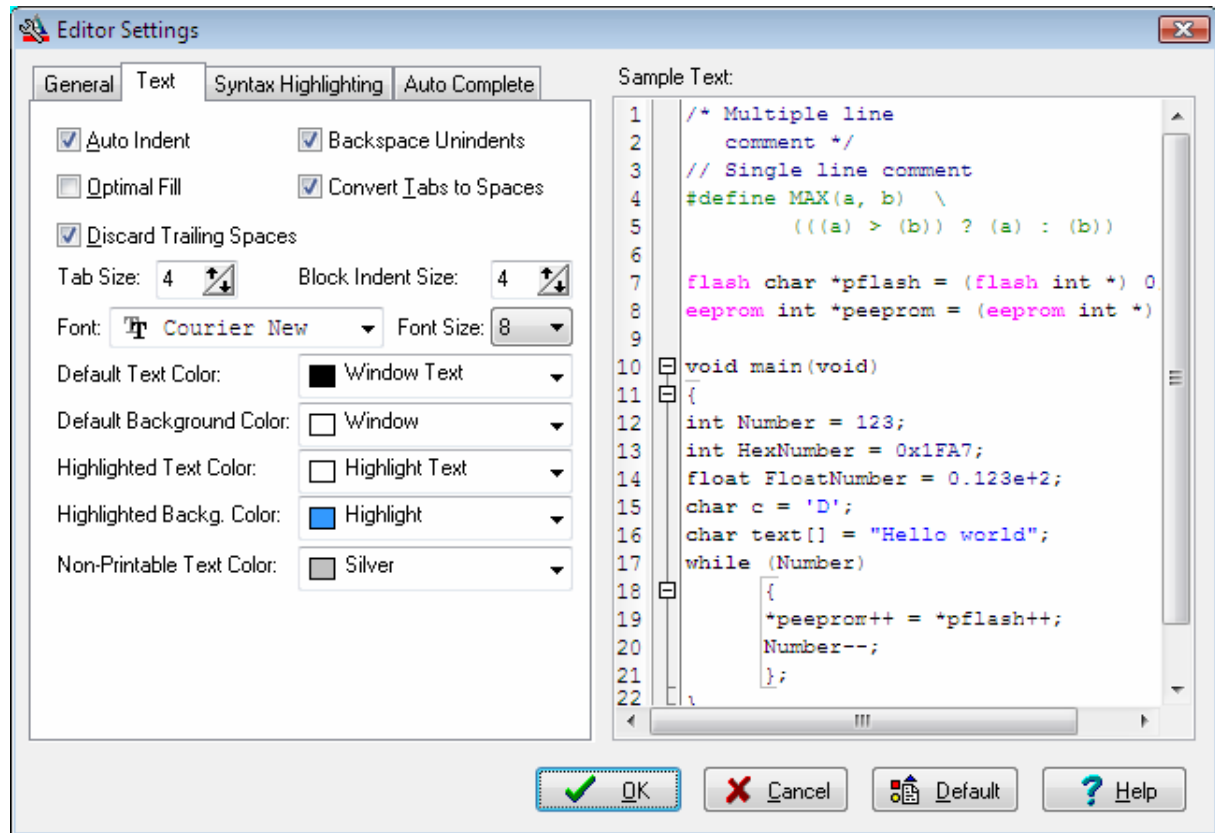 Editor Settings
General Text Syntax Highlighting Auto Complete
Auto Indent Backspace Unindents
Optimal Fill Convert Tabs to Spaces
Discard Trailing Spaces
Tab Size: 4 Block Indent Size: 4
Font: Courier New Font Size: 8
Default Text Color: Window Text
Default Background Color: Window
Highlighted Text Color: Highlight Text
Highlighted Backg. Color: Highlight
Non-Printable Text Color: Silver
Sample Text:
1 /* Multiple line
2 comment */
3 // Single line comment
4 #define MAX(a, b) \
5 (((a) > (b)) ? (a) : (b))
6
7 flash char *pflash = (flash int *) 0
8 eeprom int *peeprom = (eeprom int *)
9
10 void main(void)
11 {
12 int Number = 123;
13 int HexNumber = 0x1FA7;
14 float FloatNumber = 0.123e+2;
15 char c = 'D';
16 char text[] = "Hello world";
17 while (Number)
18 {
19 *peeprom++ = *pflash++;
20 Number--;
21 };
22
OK Cancel Default Help